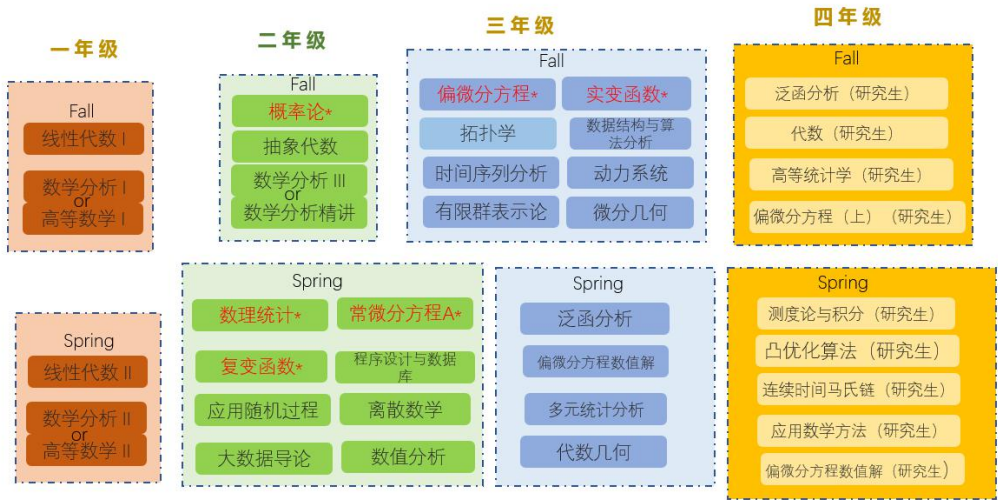 一年级
二年级
三年级
四年级
Fall
线性代数 I
数学分析 I
or
高等数学 I
Fall
概率论*
抽象代数
数学分析 III
or
数学分析精讲
Fall
偏微分方程*
实变函数*
拓扑学
数据结构与算
法分析
时间序列分析
动力系统
有限群表示论
微分几何
Fall
泛函分析（研究生）
代数（研究生）
高等统计学（研究生）
偏微分方程（上）（研究生）
Spring
线性代数 II
数学分析 II
or
高等数学 II
Spring
数理统计*
常微分方程A*
复变函数*
程序设计与数据
库
应用随机过程
离散数学
大数据导论
数值分析
Spring
泛函分析
偏微分方程数值解
多元统计分析
代数几何
Spring
测度论与积分（研究生）
凸优化算法（研究生）
连续时间马氏链（研究生）
应用数学方法（研究生）
偏微分方程数值解（研究生）